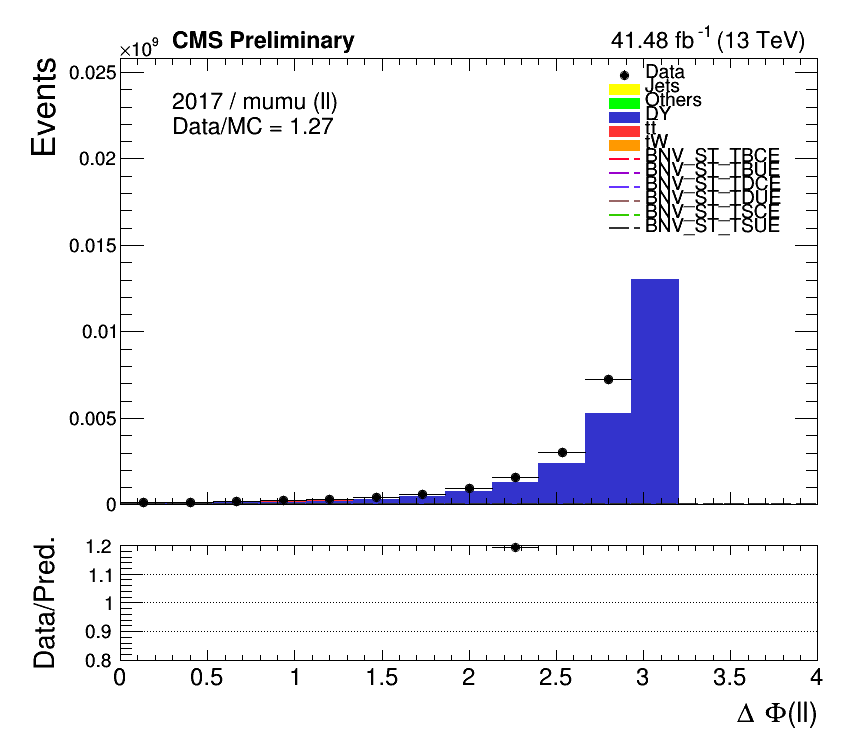 ×10⁹ CMS Preliminary 41.48 fb⁻¹ (13 TeV)
Events
0.025
0.02
0.015
0.01
0.005
0
2017 / mumu (ll)
Data/MC = 1.27
Data
Jets
Others
DY
tt
tW
BNV_ST_TBCE
BNV_ST_TBUE
BNV_ST_TDCE
BNV_ST_TDUE
BNV_ST_TSCE
BNV_ST_TSUE
Data/Pred.
1.2
1.1
1
0.9
0.8
0 0.5 1 1.5 2 2.5 3 3.5 4
Δ Φ(ll)